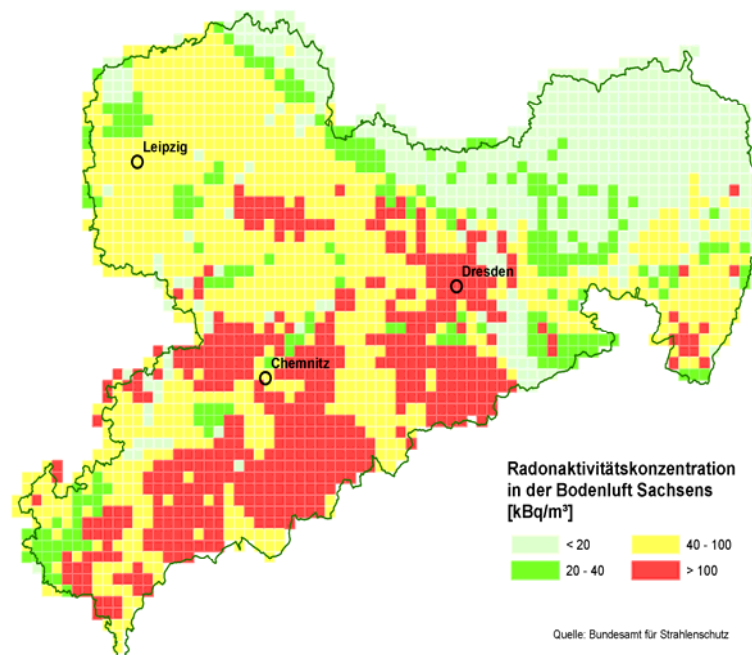 Leipzig
Dresden
Chemnitz
Radonaktivitätskonzentration
in der Bodenluft Sachsens
[kBq/m³]
< 20
40 - 100
20 - 40
> 100
Quelle: Bundesamt für Strahlenschutz